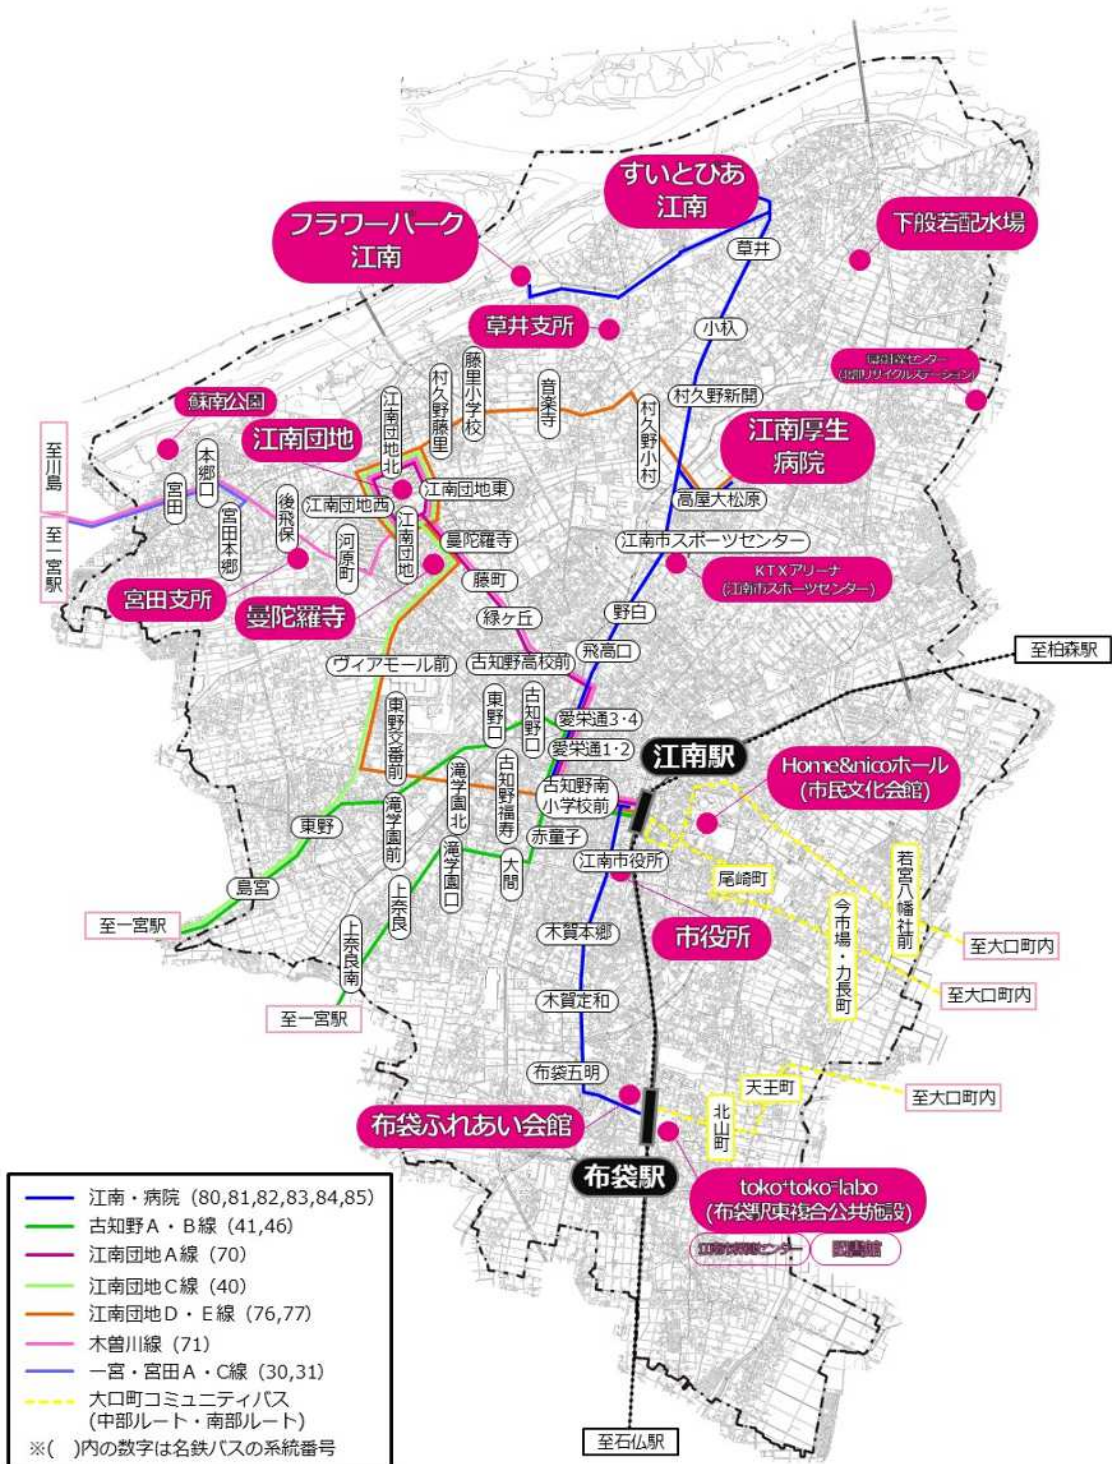 すいとぴあ
江南
フラワーパーク
江南
下般若配水場
草井
草井支所
小杁
藤里小学校
村久野藤里
音楽寺
村久野新開
江南団地北
村久野小村
蘇南公園
江南団地
江南厚生
病院
至川島
本郷口
宮田
江南団地東
高屋大松原
江南団地西
後飛保
宮田本郷
江南団地
曼陀羅寺
江南市スポーツセンター
至一宮駅
河原町
KTXアリーナ
(江南市スポーツセンター)
藤町
宮田支所
曼陀羅寺
緑ヶ丘
野白
飛高口
至柏森駅
ヴィアモール前
古知野高校前
東野口
古知野口
愛栄通3・4
東野交番前
愛栄通1・2
江南駅
Home&nicoホール
(市民文化会館)
滝学園北
古知野福寿
古知野南
小学校前
東野
滝学園前
赤童子
滝学園口
大間
江南市役所
尾崎町
若宮八幡社前
島宮
上奈良
今市場・力長町
至一宮駅
市役所
木賀本郷
至大口町内
上奈良南
木賀定和
至大口町内
至一宮駅
布袋五明
天王町
至大口町内
布袋ふれあい会館
北山町
布袋駅
toko⁺toko⁼labo
(布袋駅東複合公共施設)
図書館
江南・病院 (80,81,82,83,84,85)
古知野A・B線 (41,46)
江南団地A線 (70)
江南団地C線 (40)
江南団地D・E線 (76,77)
木曽川線 (71)
一宮・宮田A・C線 (30,31)
大口町コミュニティバス
(中部ルート・南部ルート)
※( )内の数字は名鉄バスの系統番号
至石仏駅